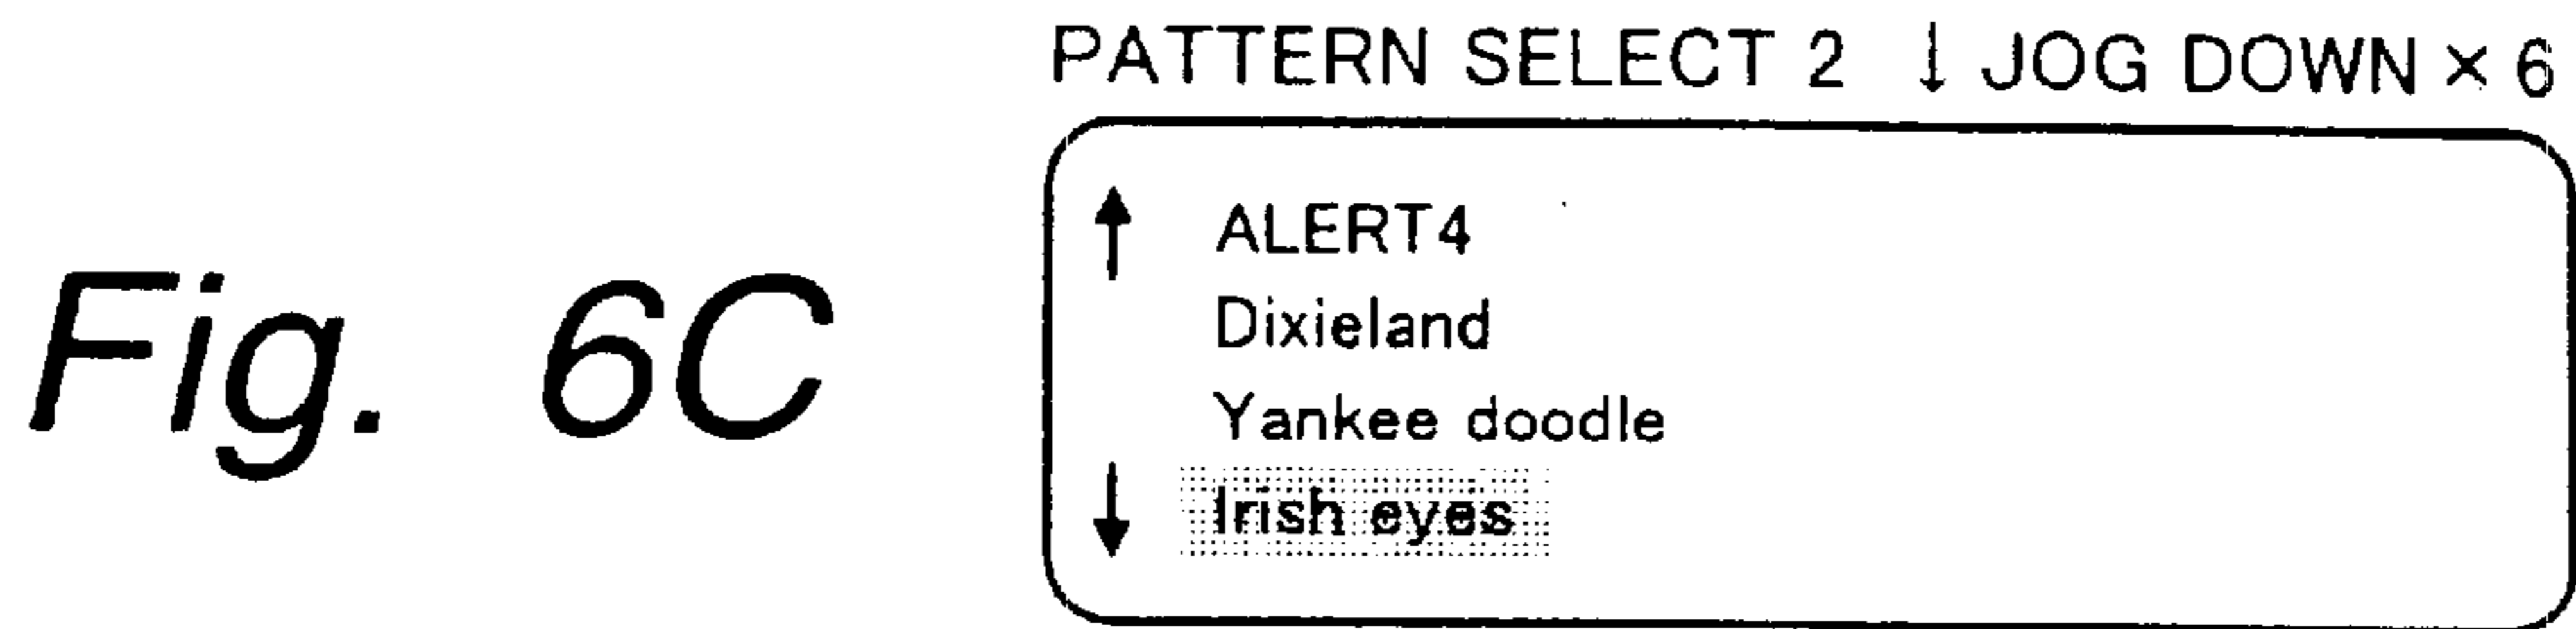 PATTERN SELECT 2 ↓ JOG DOWN × 6
↑ ALERT4
Dixieland
Yankee doodle
↓ Irish eyes
Fig. 6C